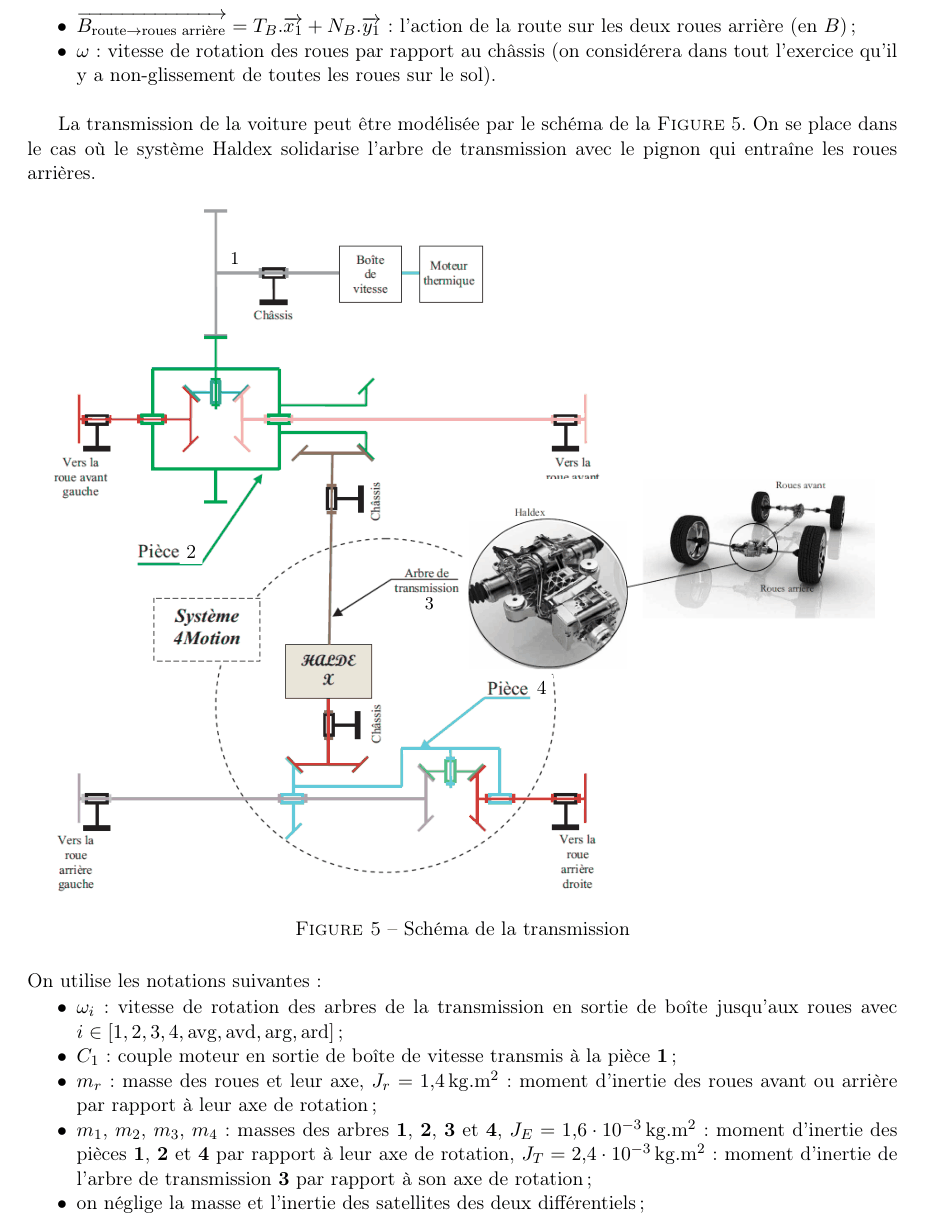 • $\overrightarrow{B_{\text{route}\to\text{roues arrière}}} = T_B.\overrightarrow{x_1} + N_B.\overrightarrow{y_1}$ : l'action de la route sur les deux roues arrière (en $B$) ;
• ω : vitesse de rotation des roues par rapport au châssis (on considérera dans tout l'exercice qu'il
y a non-glissement de toutes les roues sur le sol).
La transmission de la voiture peut être modélisée par le schéma de la FIGURE 5. On se place dans
le cas où le système Haldex solidarise l'arbre de transmission avec le pignon qui entraîne les roues
arrières.
1
Boîte
de
vitesse
Moteur
thermique
Châssis
Vers la
roue avant
gauche
Vers la
roue avant
Châssis
Pièce 2
Roues avant
Haldex
Roues arrière
Arbre de
transmission
3
Système
4Motion
HALDE
X
Pièce 4
Châssis
Vers la
roue
arrière
gauche
Vers la
roue
arrière
droite
FIGURE 5 – Schéma de la transmission
On utilise les notations suivantes :
• $\omega_i$ : vitesse de rotation des arbres de la transmission en sortie de boîte jusqu'aux roues avec
$i \in [1, 2, 3, 4, \text{avg}, \text{avd}, \text{arg}, \text{ard}]$ ;
• $C_1$ : couple moteur en sortie de boîte de vitesse transmis à la pièce 1 ;
• $m_r$ : masse des roues et leur axe, $J_r = 1{,}4\,\text{kg.m}^2$ : moment d'inertie des roues avant ou arrière
par rapport à leur axe de rotation ;
• $m_1$, $m_2$, $m_3$, $m_4$ : masses des arbres 1, 2, 3 et 4, $J_E = 1{,}6 \cdot 10^{-3}\,\text{kg.m}^2$ : moment d'inertie des
pièces 1, 2 et 4 par rapport à leur axe de rotation, $J_T = 2{,}4 \cdot 10^{-3}\,\text{kg.m}^2$ : moment d'inertie de
l'arbre de transmission 3 par rapport à son axe de rotation ;
• on néglige la masse et l'inertie des satellites des deux différentiels ;